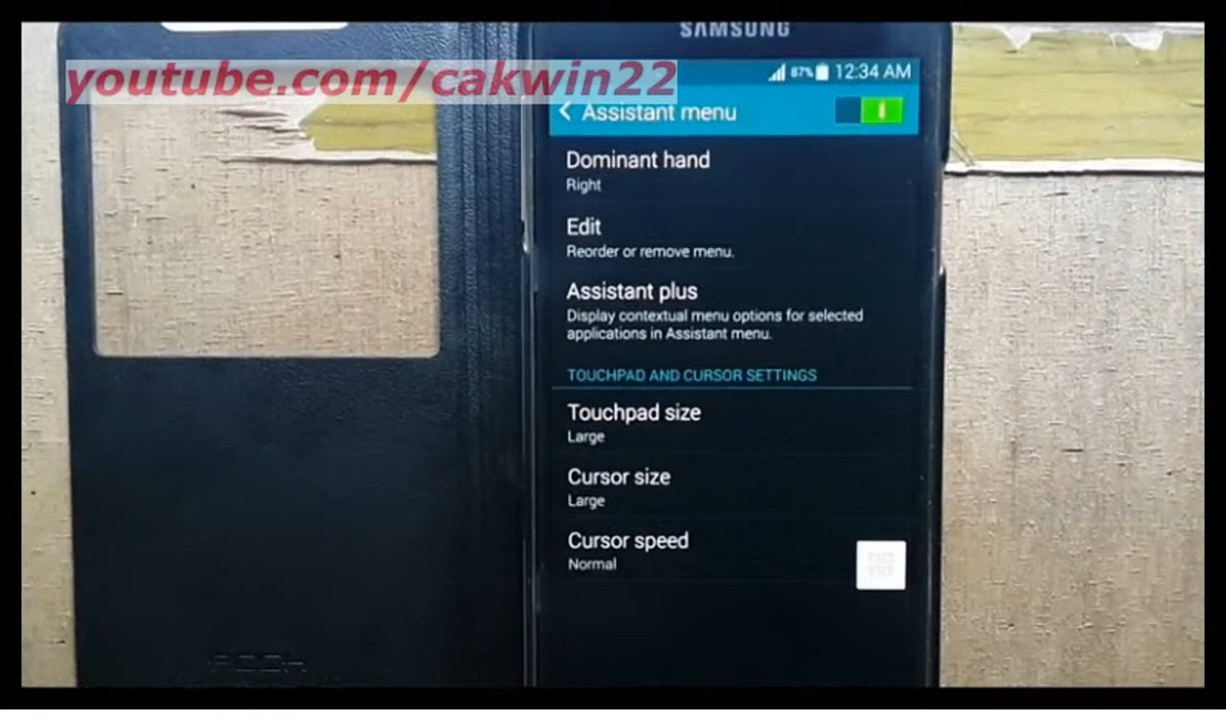 SAMSUNG
youtube.com/cakwin22
87% 12:34 AM
Assistant menu
Dominant hand
Right
Edit
Reorder or remove menu.
Assistant plus
Display contextual menu options for selected
applications in Assistant menu.
TOUCHPAD AND CURSOR SETTINGS
Touchpad size
Large
Cursor size
Large
Cursor speed
Normal